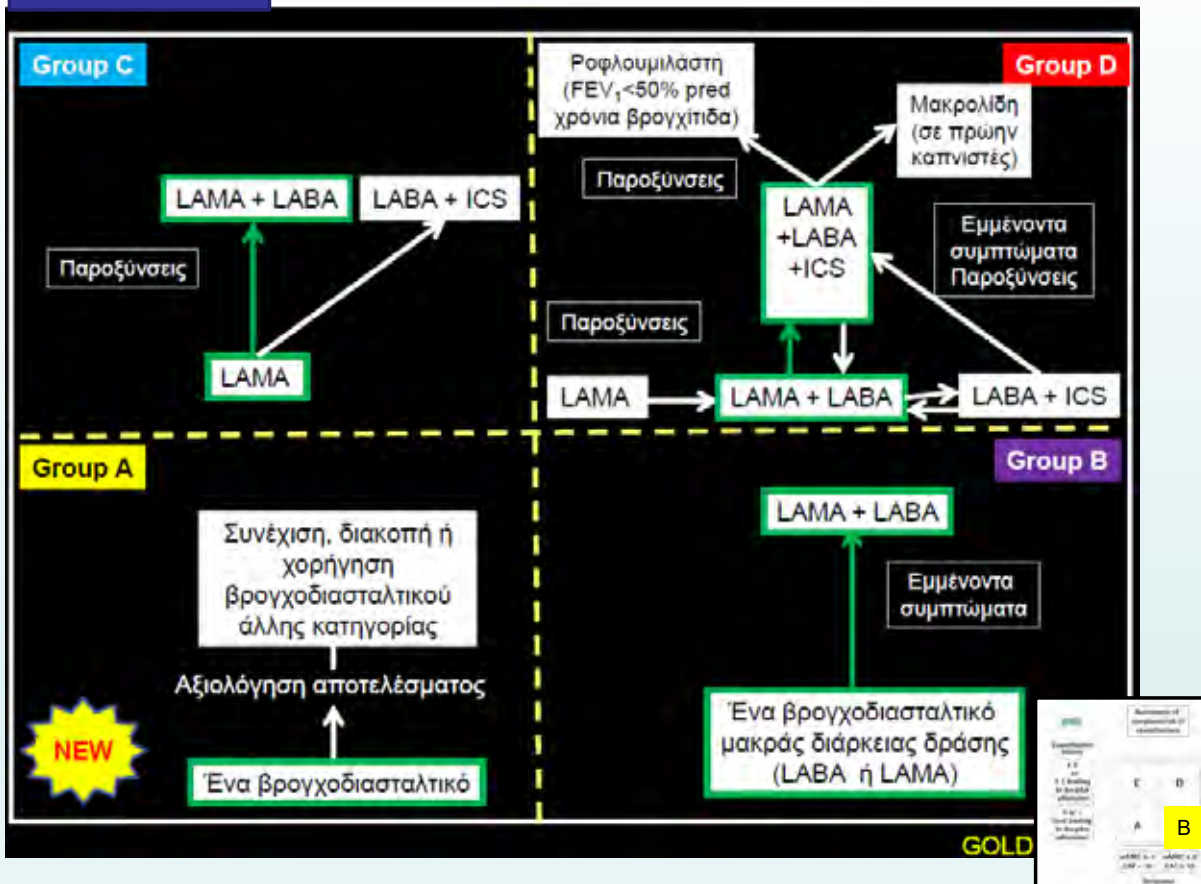 Group C
LAMA + LABA
LABA + ICS
Παροξύνσεις
LAMA
Group D
Ροφλουμιλάστη
(FEV₁<50% pred
χρόνια βρογχίτιδα)
Μακρολίδη
(σε πρώην
καπνιστές)
Παροξύνσεις
LAMA
+LABA
+ICS
Εμμένοντα
συμπτώματα
Παροξύνσεις
Παροξύνσεις
LAMA
LAMA + LABA
LABA + ICS
Group A
Συνέχιση, διακοπή ή
χορήγηση
βρογχοδιασταλτικού
άλλης κατηγορίας
Αξιολόγηση αποτελέσματος
NEW
Ένα βρογχοδιασταλτικό
Group B
LAMA + LABA
Εμμένοντα
συμπτώματα
Ένα βρογχοδιασταλτικό
μακράς διάρκειας δράσης
(LABA ή LAMA)
GOLD
C D
A B